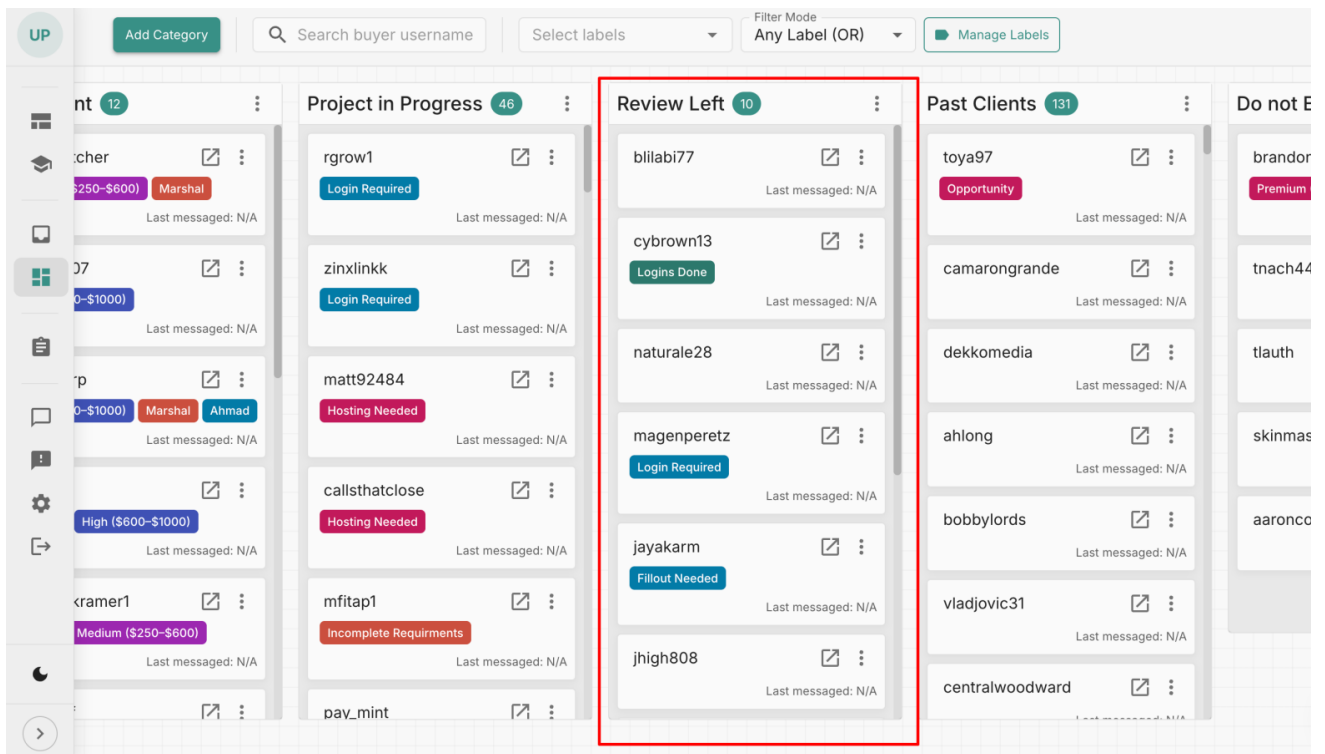 UP
Add Category
Search buyer username
Select labels
Filter Mode
Any Label (OR)
Manage Labels
nt 12
tcher
$250–$600) Marshal
Last messaged: N/A
07
0–$1000)
Last messaged: N/A
rp
0–$1000) Marshal Ahmad
Last messaged: N/A
High ($600–$1000)
Last messaged: N/A
kramer1
Medium ($250–$600)
Last messaged: N/A
Project in Progress 46
rgrow1
Login Required
Last messaged: N/A
zinxlinkk
Login Required
Last messaged: N/A
matt92484
Hosting Needed
Last messaged: N/A
callsthatclose
Hosting Needed
Last messaged: N/A
mfitap1
Incomplete Requirments
Last messaged: N/A
pay_mint
Review Left 10
blilabi77
Last messaged: N/A
cybrown13
Logins Done
Last messaged: N/A
naturale28
Last messaged: N/A
magenperetz
Login Required
Last messaged: N/A
jayakarm
Fillout Needed
Last messaged: N/A
jhigh808
Last messaged: N/A
Past Clients 131
toya97
Opportunity
Last messaged: N/A
camarongrande
Last messaged: N/A
dekkomedia
Last messaged: N/A
ahlong
Last messaged: N/A
bobbylords
Last messaged: N/A
vladjovic31
Last messaged: N/A
centralwoodward
Last messaged: N/A
Do not
brandor
Premium
tnach44
tlauth
skinmas
aaronco